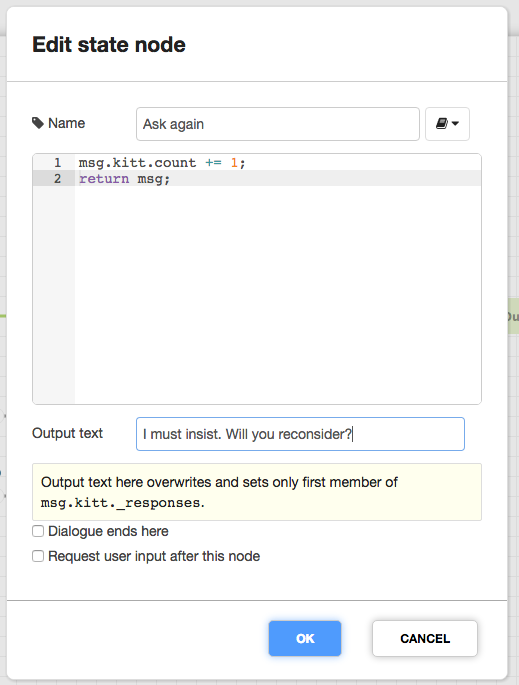 Edit state node
Name
Ask again
1 msg.kitt.count += 1;
2 return msg;
Output text
I must insist. Will you reconsider?
Output text here overwrites and sets only first member of
msg.kitt._responses.
Dialogue ends here
Request user input after this node
OK
CANCEL